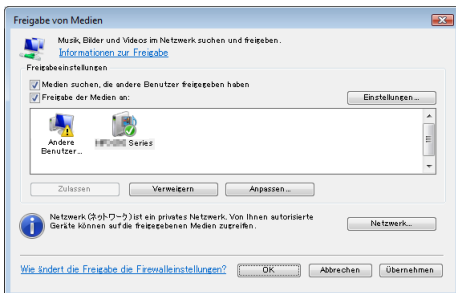 Freigabe von Medien
Musik, Bilder und Videos im Netzwerk suchen und freigeben.
Informationen zur Freigabe
Freigabeeinstellungen
Medien suchen, die andere Benutzer freigegeben haben
Freigabe der Medien an:
Einstellungen...
Andere
Benutzer...
Series
Zulassen
Verweigern
Anpassen...
Netzwerk (ネットワーク) ist ein privates Netzwerk. Von Ihnen autorisierte
Geräte können auf die freigegebenen Medien zugreifen.
Netzwerk...
Wie ändert die Freigabe die Firewalleinstellungen?
OK
Abbrechen
Übernehmen